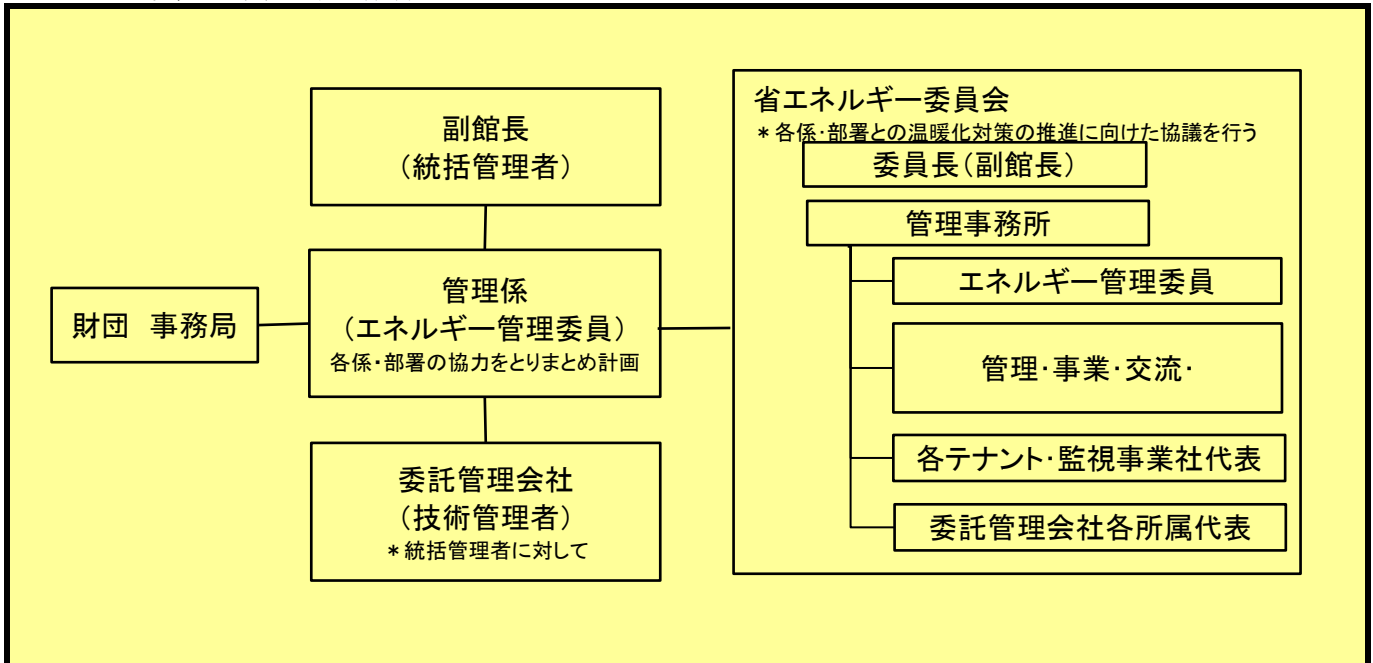 副館長
（統括管理者）
財団　事務局
管理係
（エネルギー管理委員）
各係・部署の協力をとりまとめ計画
委託管理会社
（技術管理者）
＊統括管理者に対して
省エネルギー委員会
＊各係・部署との温暖化対策の推進に向けた協議を行う
委員長（副館長）
管理事務所
エネルギー管理委員
管理・事業・交流・
各テナント・監視事業社代表
委託管理会社各所属代表